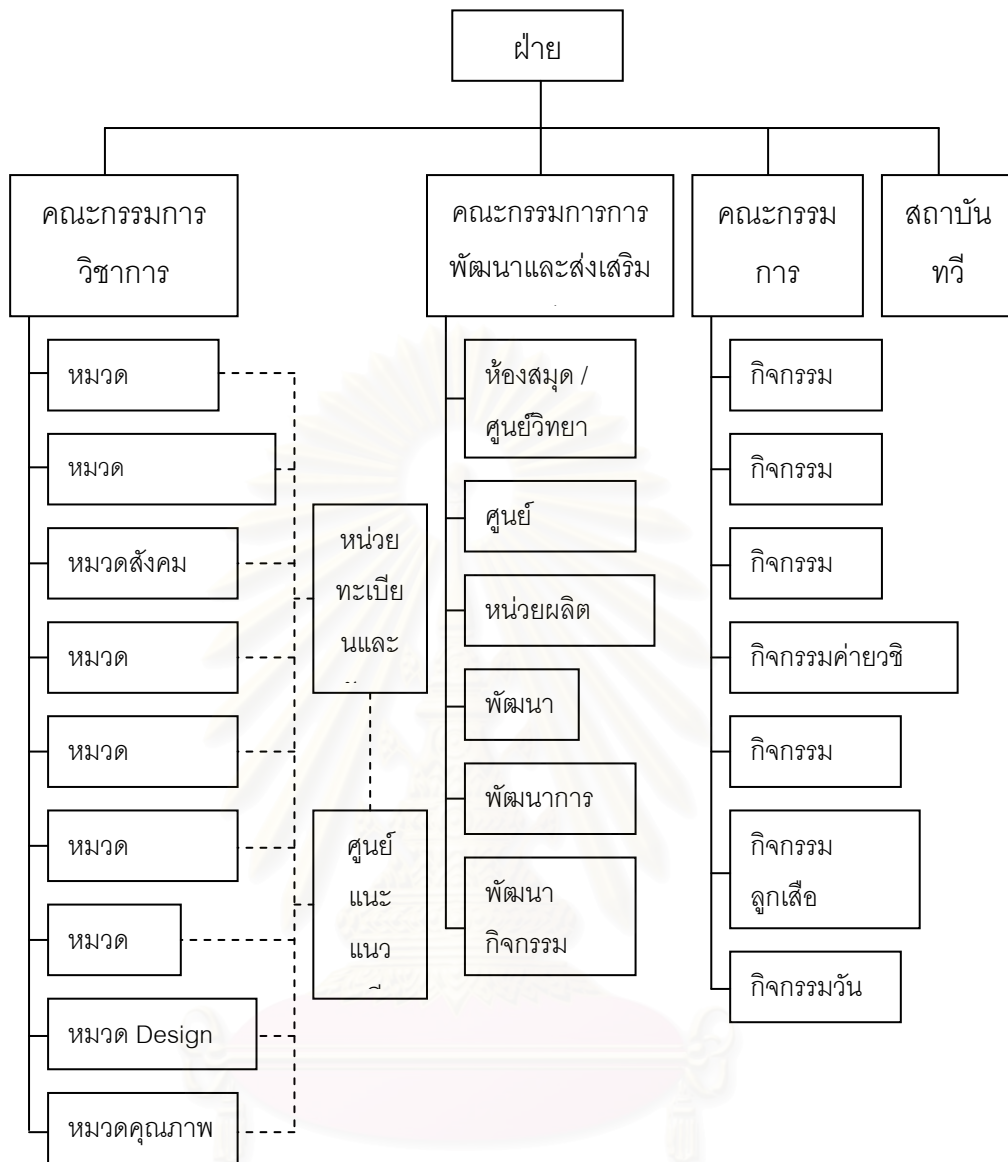 ฝ่าย
คณะกรรมการ
วิชาการ
หมวด
หมวด
หมวดสังคม
หมวด
หมวด
หมวด
หมวด
หมวด Design
หมวดคุณภาพ
หน่วย
ทะเบีย
นและ
ศูนย์
แนะ
แนว
คณะกรรมการการ
พัฒนาและส่งเสริม
ห้องสมุด /
ศูนย์วิทยา
ศูนย์
หน่วยผลิต
พัฒนา
พัฒนาการ
พัฒนา
กิจกรรม
คณะกรรม
การ
กิจกรรม
กิจกรรม
กิจกรรม
กิจกรรมค่ายวชิ
กิจกรรม
กิจกรรม
ลูกเสือ
กิจกรรมวัน
สถาบัน
ทวี